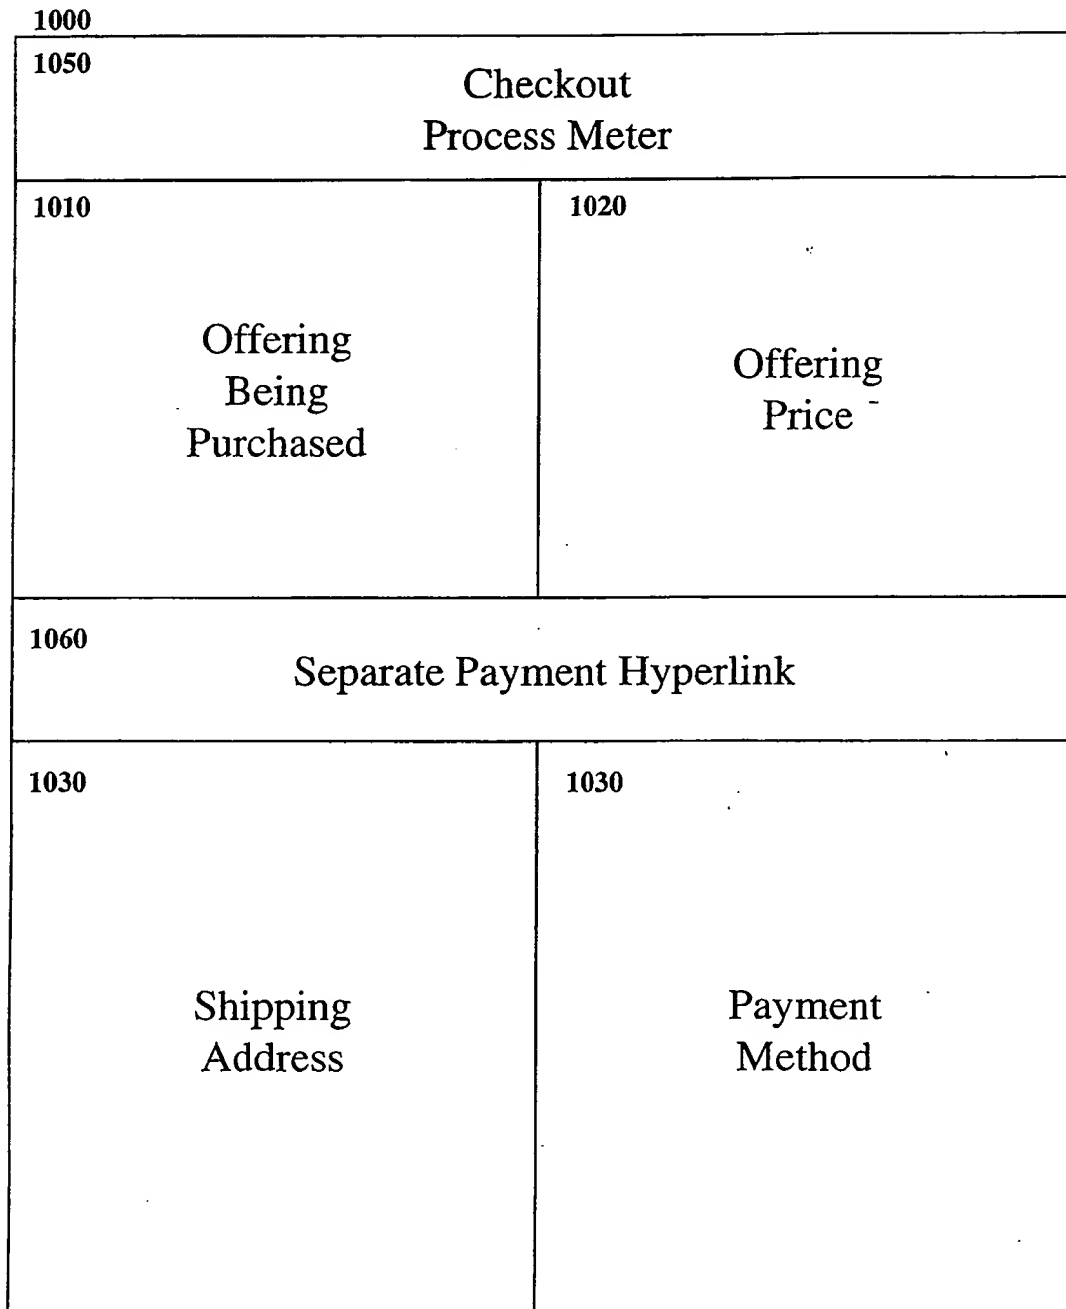 1000
1050
Checkout
Process Meter
1010
1020
Offering
Being
Purchased
Offering
Price
1060
Separate Payment Hyperlink
1030
1030
Shipping
Address
Payment
Method